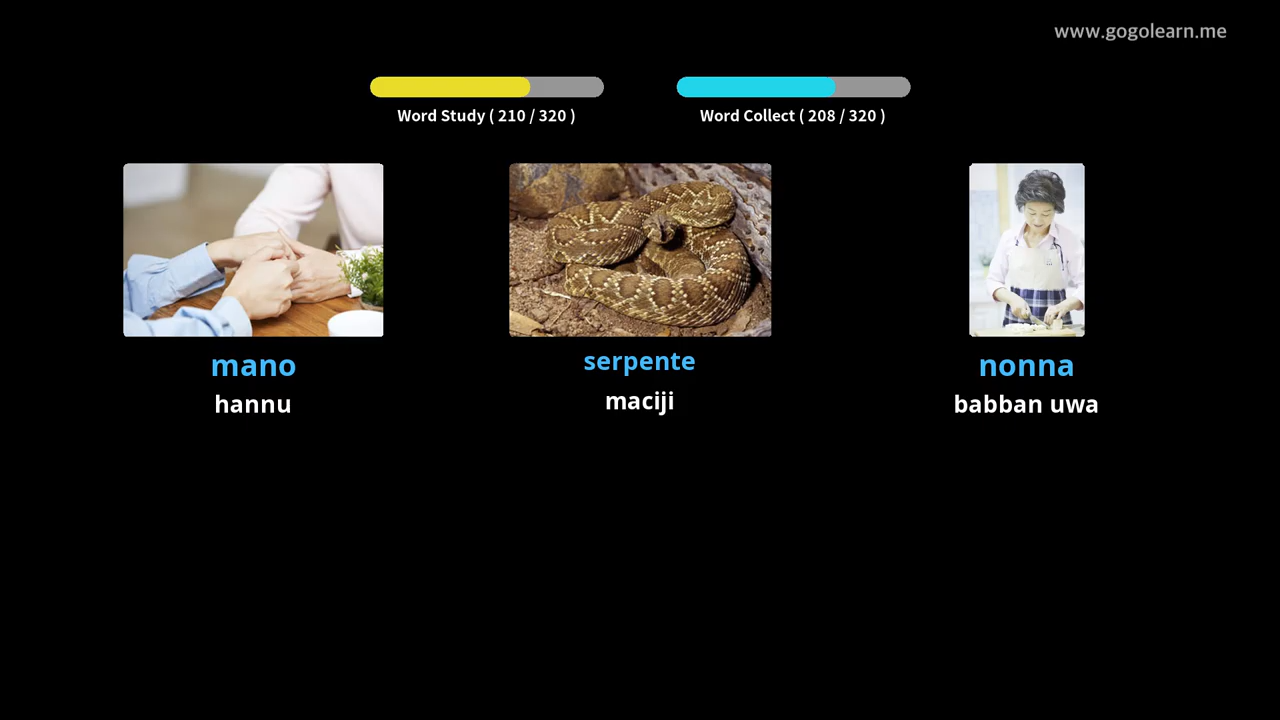 www.gogolearn.me
Word Study ( 210 / 320 )
Word Collect ( 208 / 320 )
mano
hannu
serpente
maciji
nonna
babban uwa